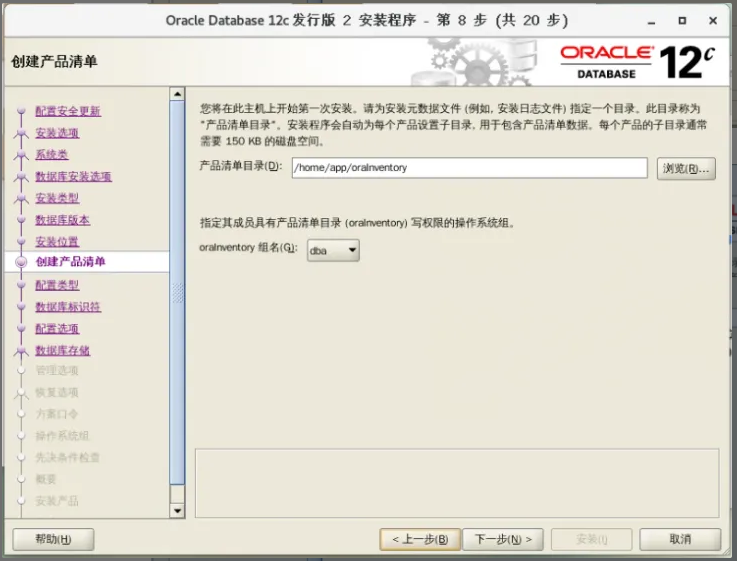 Oracle Database 12c 发行版 2 安装程序 - 第 8 步 (共 20 步)
创建产品清单
ORACLE
DATABASE
12c
配置安全更新
安装选项
系统类
数据库安装选项
安装类型
数据库版本
安装位置
创建产品清单
配置类型
数据库标识符
配置选项
数据库存储
管理选项
恢复选项
方案口令
操作系统组
先决条件检查
概要
安装产品
您将在此主机上开始第一次安装。请为安装元数据文件 (例如, 安装日志文件) 指定一个目录。此目录称为
"产品清单目录"。安装程序会自动为每个产品设置子目录, 用于包含产品清单数据。每个产品的子目录通常
需要 150 KB 的磁盘空间。
产品清单目录(D): /home/app/oraInventory 浏览(R)...
指定其成员具有产品清单目录 (oraInventory) 写权限的操作系统组。
oraInventory 组名(G): dba
帮助(H) < 上一步(B) 下一步(N) > 安装(I) 取消